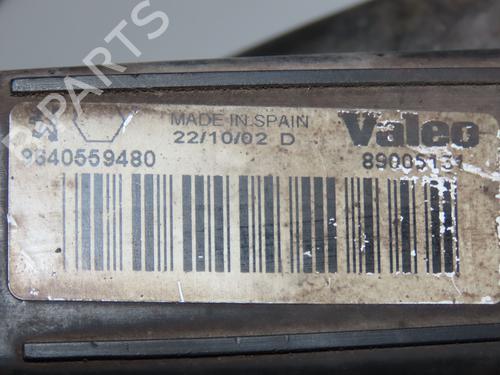 B-PARTS
MADE IN SPAIN
22/10/02 D
Valeo
9640559480
89005131